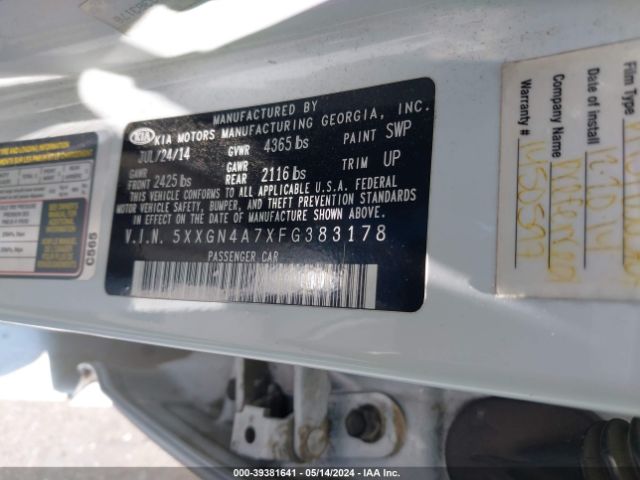 MANUFACTURED BY
KIA KIA MOTORS MANUFACTURING GEORGIA, INC.
JUL/24/14 GVWR 4365 lbs PAINT SWP
GAWR FRONT 2425 lbs GAWR REAR 2116 lbs TRIM UP
THIS VEHICLE CONFORMS TO ALL APPLICABLE U.S.A. FEDERAL
MOTOR VEHICLE SAFETY, BUMPER, AND THEFT PREVENTION STANDARDS
IN EFFECT ON THE DATE OF MANUFACTURE SHOWN ABOVE.
V.I.N. 5XXGN4A7XFG383178
PASSENGER CAR
C565
Film Type
Date of install 12-10-14
Company Name
Warranty #
000-39381641 - 05/14/2024 - IAA Inc.